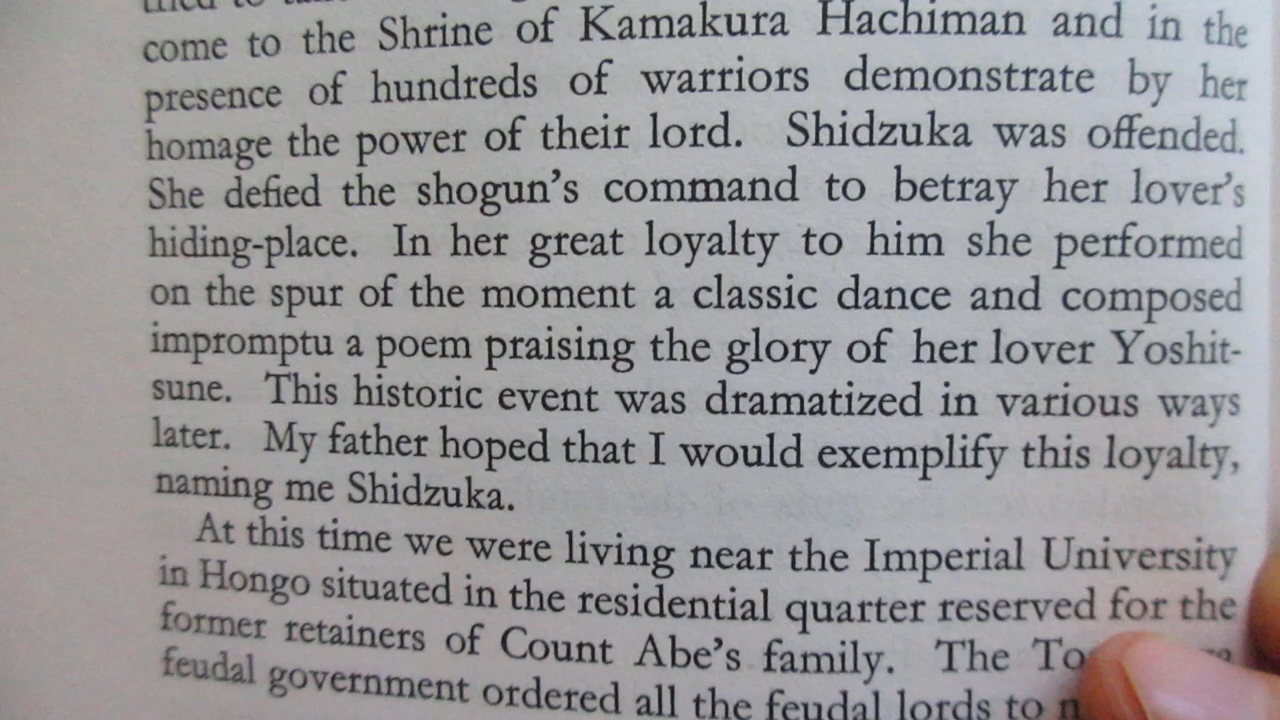 come to the Shrine of Kamakura Hachiman and in the
presence of hundreds of warriors demonstrate by her
homage the power of their lord. Shidzuka was offended.
She defied the shogun's command to betray her lover's
hiding-place. In her great loyalty to him she performed
on the spur of the moment a classic dance and composed
impromptu a poem praising the glory of her lover Yoshit-
sune. This historic event was dramatized in various ways
later. My father hoped that I would exemplify this loyalty,
naming me Shidzuka.
At this time we were living near the Imperial University
in Hongo situated in the residential quarter reserved for the
former retainers of Count Abe's family. The
feudal government ordered all the feudal lords to